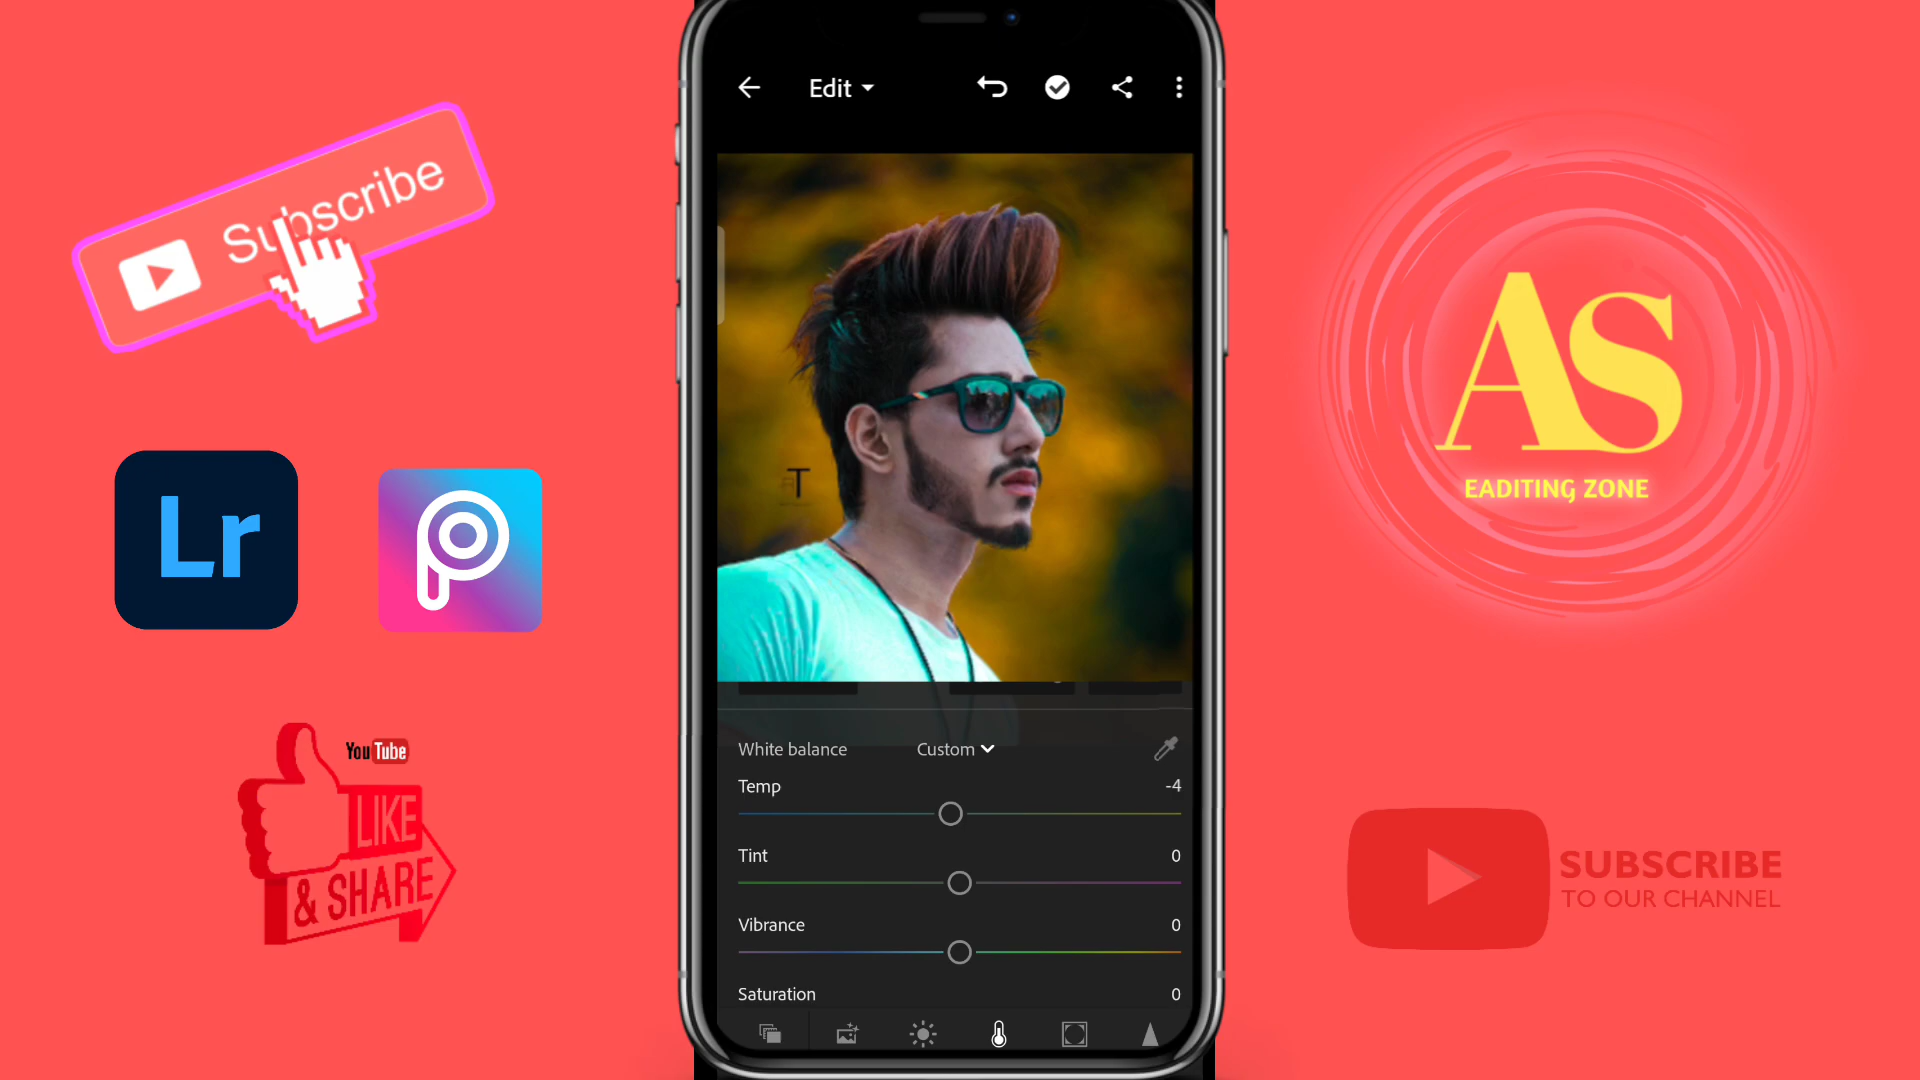 Subscribe
Lr
You Tube
LIKE
& SHARE
Edit
T
White balance
Custom
Temp
-4
Tint
0
Vibrance
0
Saturation
0
AS
EADITING ZONE
SUBSCRIBE
TO OUR CHANNEL